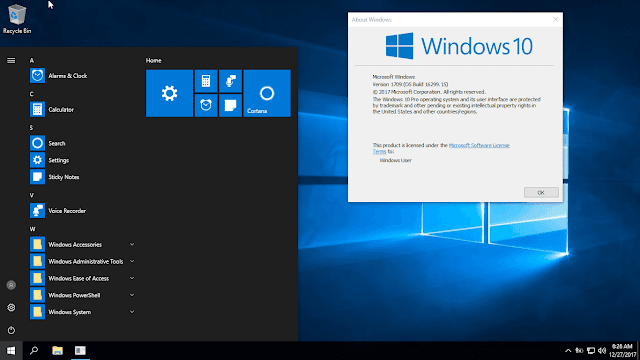 Recycle Bin
A
Alarms & Clock
C
Calculator
S
Search
Settings
Sticky Notes
V
Voice Recorder
W
Windows Accessories
Windows Administrative Tools
Windows Ease of Access
Windows PowerShell
Windows System
Home
Cortana
About Windows
Windows 10
Microsoft Windows
Version 1709 (OS Build 16299.15)
© 2017 Microsoft Corporation. All rights reserved.
The Windows 10 Pro operating system and its user interface are protected
by trademark and other pending or existing intellectual property rights in
the United States and other countries/regions.
This product is licensed under the Microsoft Software License
Terms to:
Windows User
OK
6:26 AM
12/27/2017